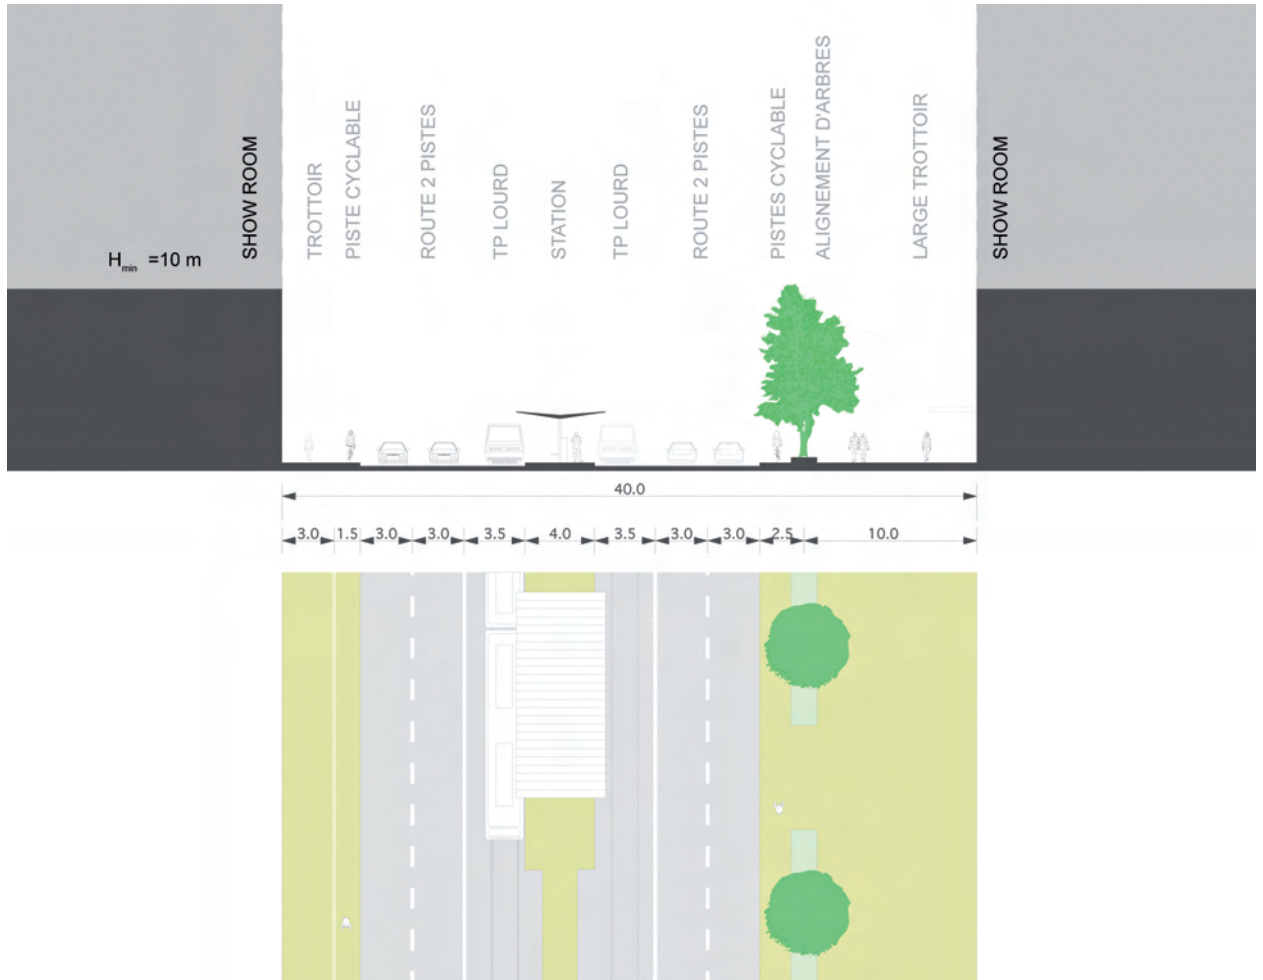 SHOW ROOM
TROTTOIR
PISTE CYCLABLE
ROUTE 2 PISTES
TP LOURD
STATION
TP LOURD
ROUTE 2 PISTES
PISTES CYCLABLE
ALIGNEMENT D'ARBRES
LARGE TROTTOIR
SHOW ROOM
Hmin =10 m
40.0
3.0 1.5 3.0 3.0 3.5 4.0 3.5 3.0 3.0 2.5 10.0